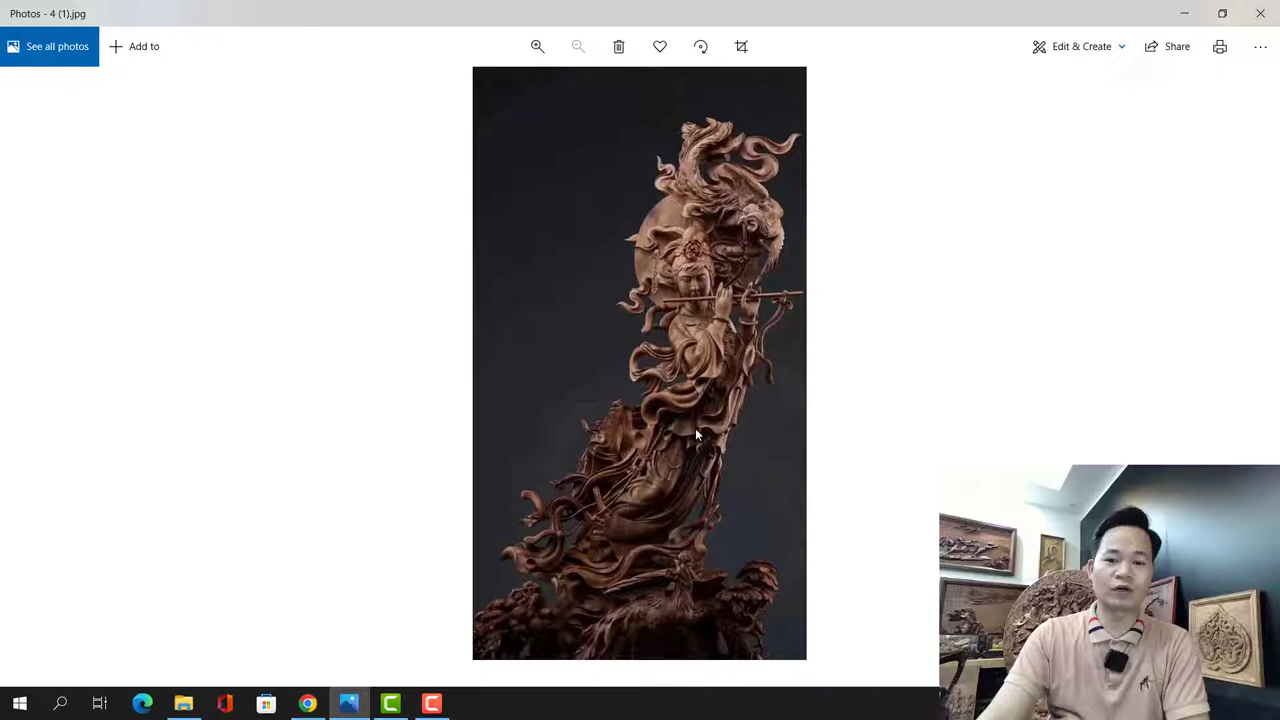 Photos - 4 (1).jpg
See all photos
Add to
Edit & Create
Share